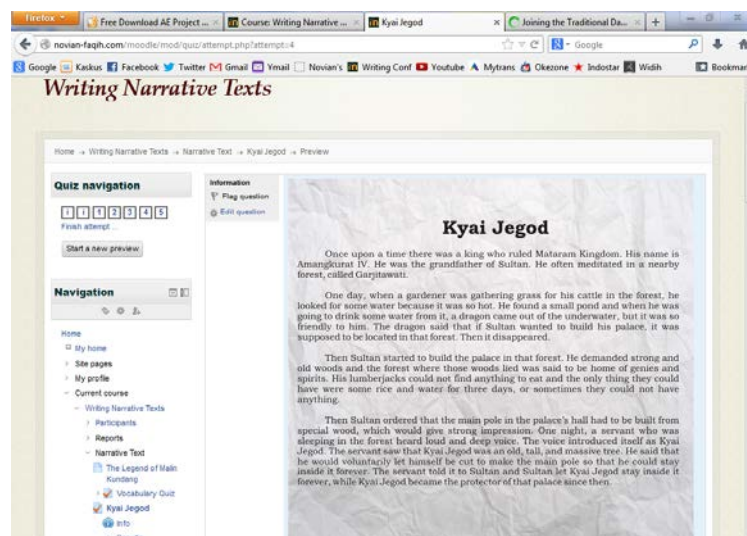 Firefox
Free Download AE Project ...
Course: Writing Narrative ...
Kyai Jegod
Joining the Traditional Da...
novian-faqih.com/moodle/mod/quiz/attempt.php?attempt=4
Google
Google Kaskus Facebook Twitter Gmail Ymail Novian's Writing Conf Youtube Mytrans Okezone Indostar Widih Bookmar
Writing Narrative Texts
Home → Writing Narrative Texts → Narrative Text → Kyai Jegod → Preview
Quiz navigation
i i 1 2 3 4 5
Finish attempt ...
Start a new preview
Navigation
Home
My home
Site pages
My profile
Current course
Writing Narrative Texts
Participants
Reports
Narrative Text
The Legend of Malin
Kundang
Vocabulary Quiz
Kyai Jegod
Info
Information
Flag question
Edit question
Kyai Jegod
Once upon a time there was a king who ruled Mataram Kingdom. His name is
Amangkurat IV. He was the grandfather of Sultan. He often meditated in a nearby
forest, called Garjitawati.
One day, when a gardener was gathering grass for his cattle in the forest, he
looked for some water because it was so hot. He found a small pond and when he was
going to drink some water from it, a dragon came out of the underwater, but it was so
friendly to him. The dragon said that if Sultan wanted to build his palace, it was
supposed to be located in that forest. Then it disappeared.
Then Sultan started to build the palace in that forest. He demanded strong and
old woods and the forest where those woods lied was said to be home of genies and
spirits. His lumberjacks could not find anything to eat and the only thing they could
have were some rice and water for three days, or sometimes they could not have
anything.
Then Sultan ordered that the main pole in the palace's hall had to be built from
special wood, which would give strong impression. One night, a servant who was
sleeping in the forest heard loud and deep voice. The voice introduced itself as Kyai
Jegod. The servant saw that Kyai Jegod was an old, tall, and massive tree. He said that
he would voluntarily let himself be cut to make the main pole so that he could stay
inside it forever. The servant told it to Sultan and Sultan let Kyai Jegod stay inside it
forever, while Kyai Jegod became the protector of that palace since then.